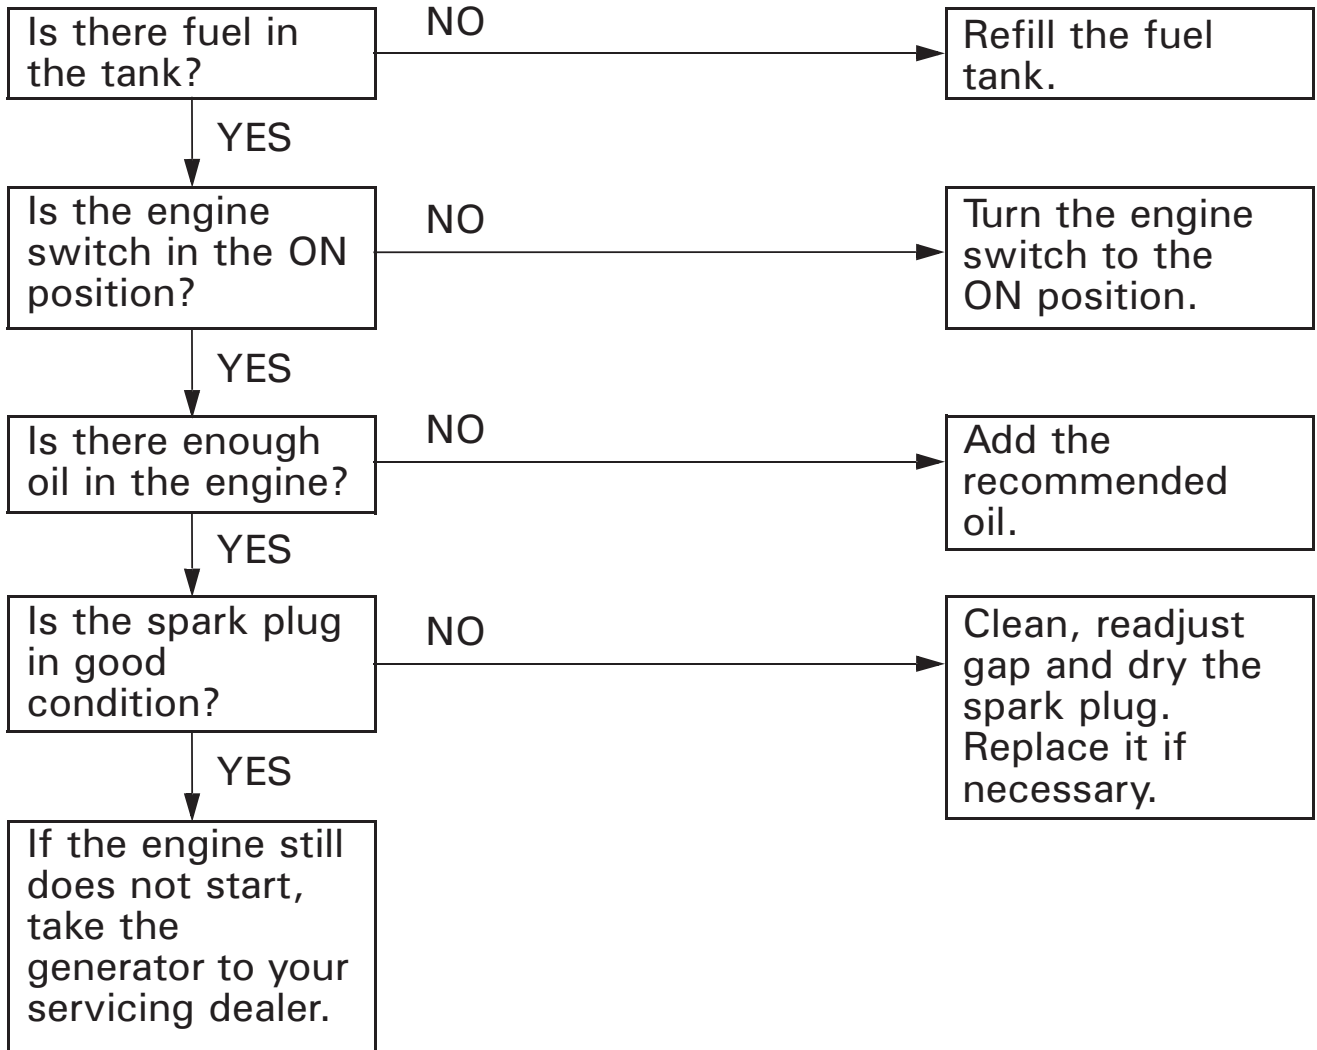 Is there fuel in
the tank?
NO
Refill the fuel
tank.
YES
Is the engine
switch in the ON
position?
NO
Turn the engine
switch to the
ON position.
YES
Is there enough
oil in the engine?
NO
Add the
recommended
oil.
YES
Is the spark plug
in good
condition?
NO
Clean, readjust
gap and dry the
spark plug.
Replace it if
necessary.
YES
If the engine still
does not start,
take the
generator to your
servicing dealer.